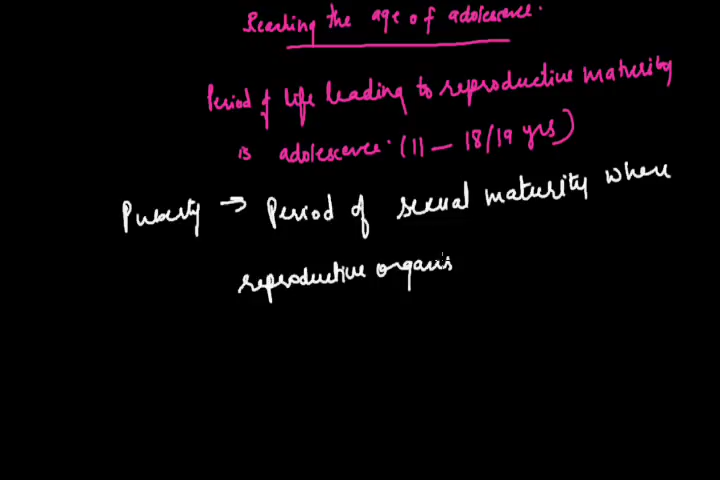 Reaching the age of adolescence.
Period of life leading to reproductive maturity
is adolescence. (11 – 18/19 yrs)
Puberty → Period of sexual maturity where
reproductive organs